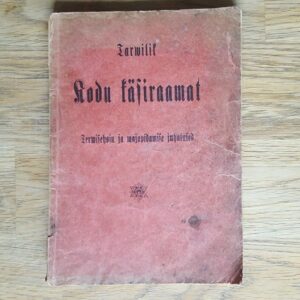 Tarwilik
Kodu käsiraamat
Terwisehoiu ja majapidamise juhatused.